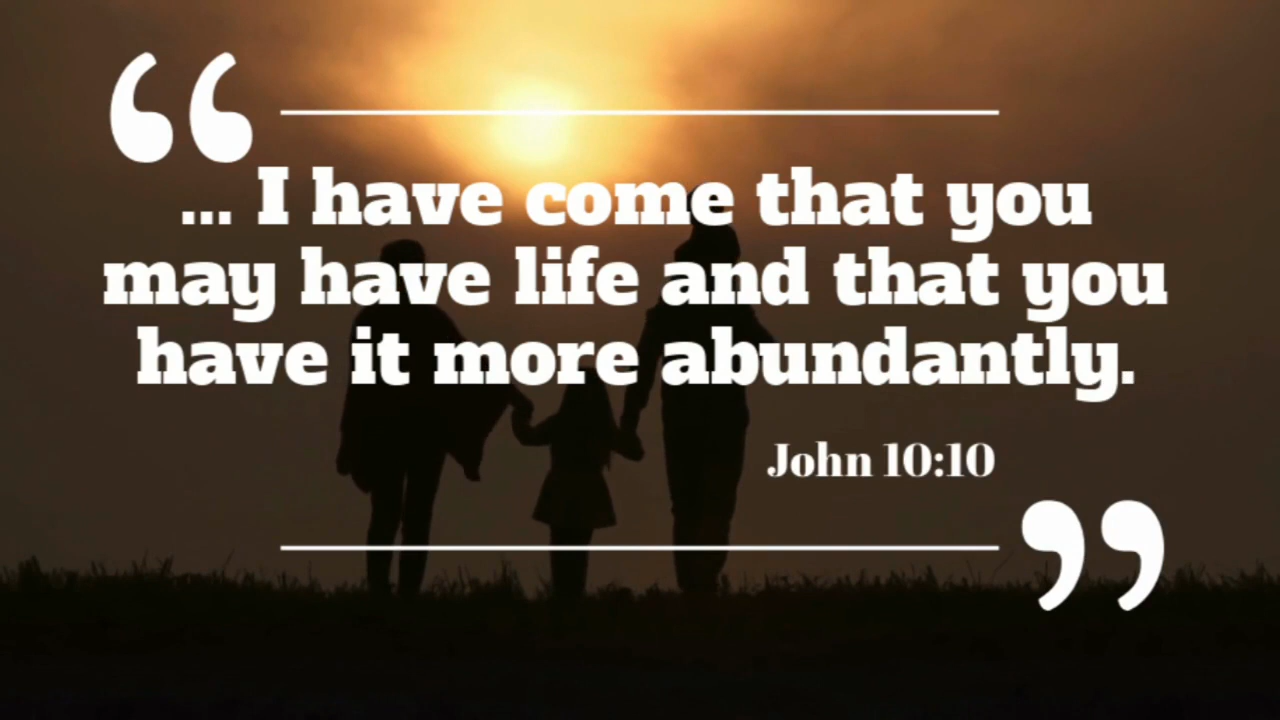 “
... I have come that you
may have life and that you
have it more abundantly.
John 10:10
”